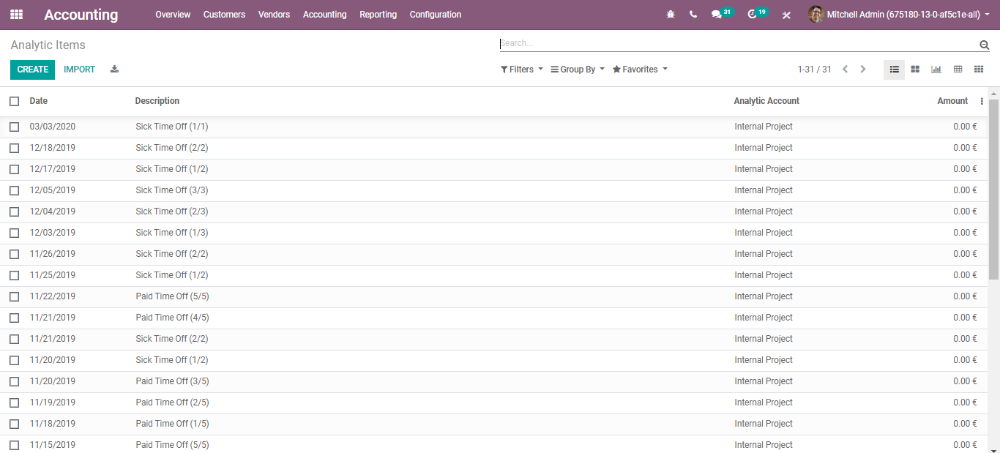 Accounting Overview Customers Vendors Accounting Reporting Configuration 31 19 Mitchell Admin (675180-13-0-af5c1e-all)
Analytic Items Search...
CREATE IMPORT Filters Group By Favorites 1-31 / 31
Date Description Analytic Account Amount
03/03/2020 Sick Time Off (1/1) Internal Project 0.00 €
12/18/2019 Sick Time Off (2/2) Internal Project 0.00 €
12/17/2019 Sick Time Off (1/2) Internal Project 0.00 €
12/05/2019 Sick Time Off (3/3) Internal Project 0.00 €
12/04/2019 Sick Time Off (2/3) Internal Project 0.00 €
12/03/2019 Sick Time Off (1/3) Internal Project 0.00 €
11/26/2019 Sick Time Off (2/2) Internal Project 0.00 €
11/25/2019 Sick Time Off (1/2) Internal Project 0.00 €
11/22/2019 Paid Time Off (5/5) Internal Project 0.00 €
11/21/2019 Paid Time Off (4/5) Internal Project 0.00 €
11/21/2019 Sick Time Off (2/2) Internal Project 0.00 €
11/20/2019 Sick Time Off (1/2) Internal Project 0.00 €
11/20/2019 Paid Time Off (3/5) Internal Project 0.00 €
11/19/2019 Paid Time Off (2/5) Internal Project 0.00 €
11/18/2019 Paid Time Off (1/5) Internal Project 0.00 €
11/15/2019 Paid Time Off (5/5) Internal Project 0.00 €